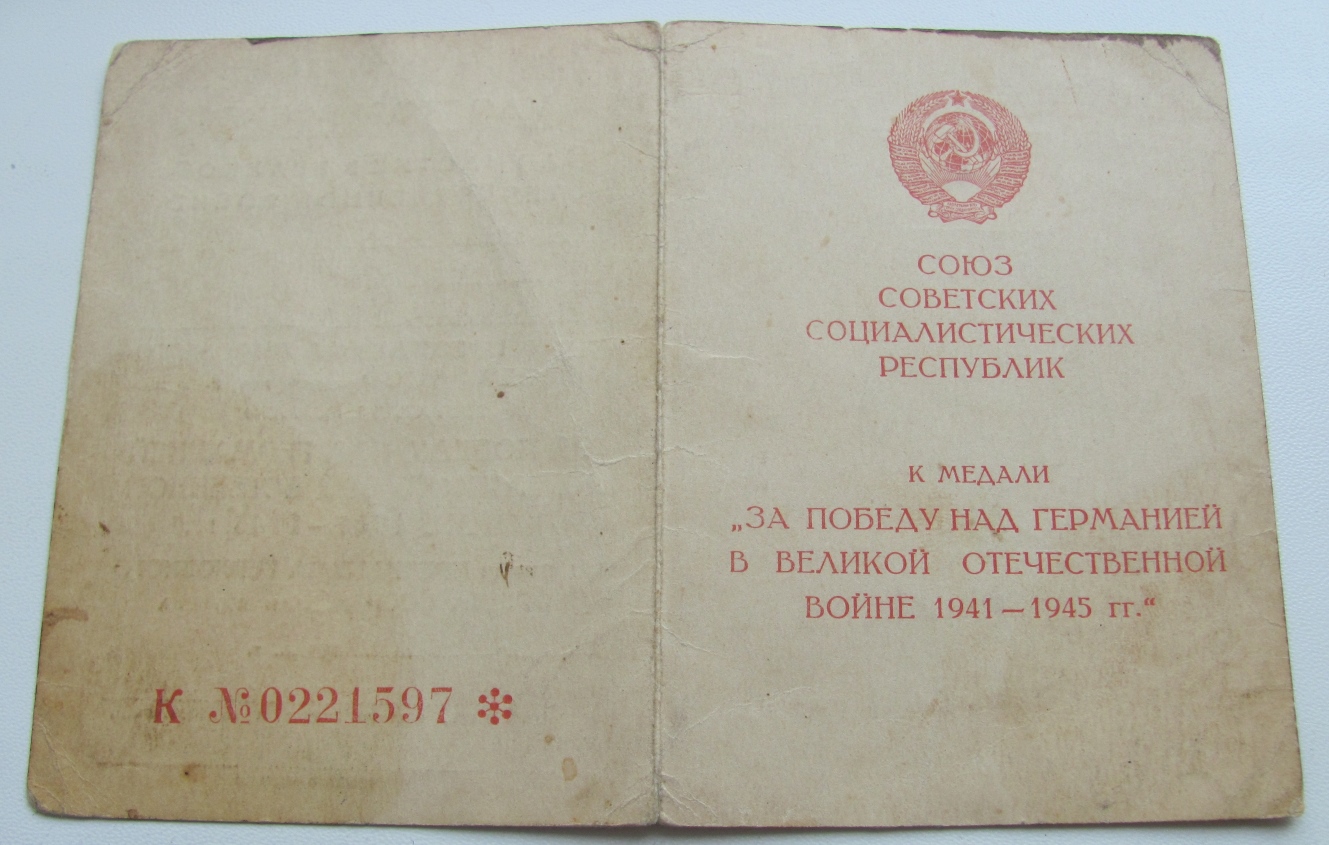 К №0221597
СОЮЗ
СОВЕТСКИХ
СОЦИАЛИСТИЧЕСКИХ
РЕСПУБЛИК
К МЕДАЛИ
„ЗА ПОБЕДУ НАД ГЕРМАНИЕЙ
В ВЕЛИКОЙ ОТЕЧЕСТВЕННОЙ
ВОЙНЕ 1941—1945 гг.“